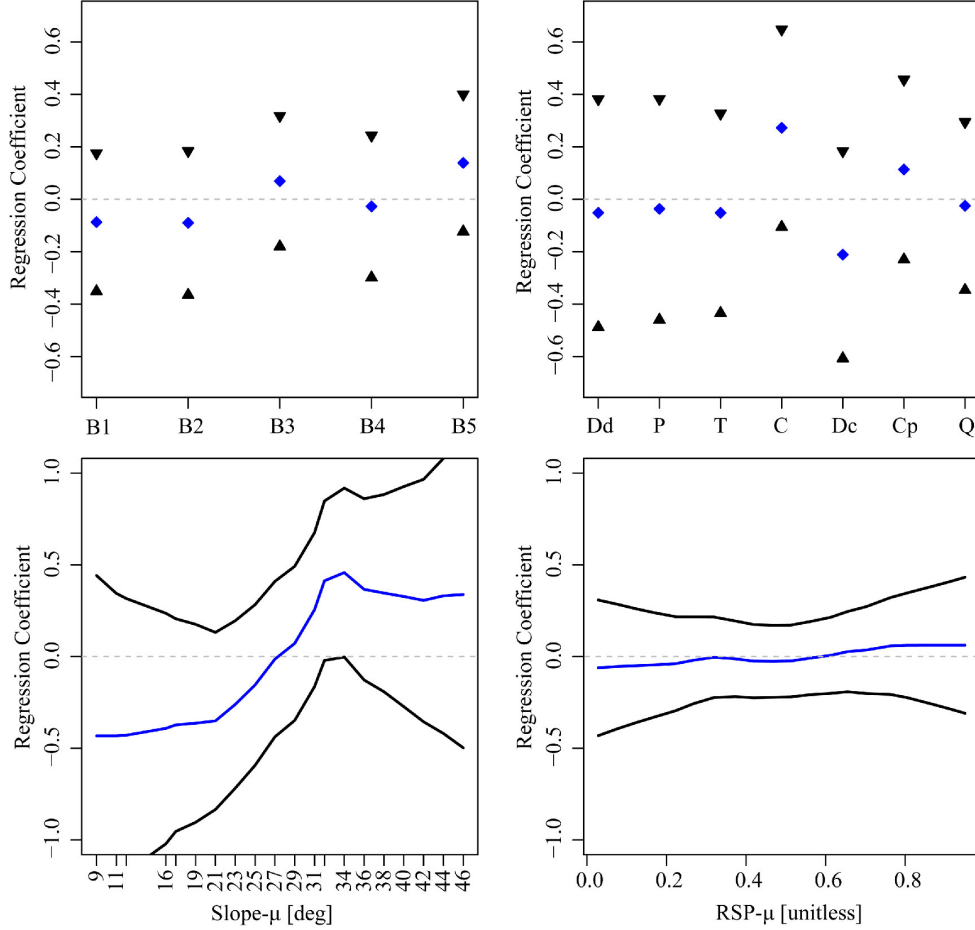 Regression Coefficient
0.6
0.4
0.2
0.0
−0.2
−0.4
−0.6
B1 B2 B3 B4 B5
Regression Coefficient
0.6
0.4
0.2
0.0
−0.2
−0.4
−0.6
Dd P T C Dc Cp Q
Regression Coefficient
1.0
0.5
0.0
−0.5
−1.0
9 11 16 19 21 23 25 27 29 31 34 36 38 40 42 44 46
Slope-μ [deg]
Regression Coefficient
1.0
0.5
0.0
−0.5
−1.0
0.0 0.2 0.4 0.6 0.8
RSP-μ [unitless]